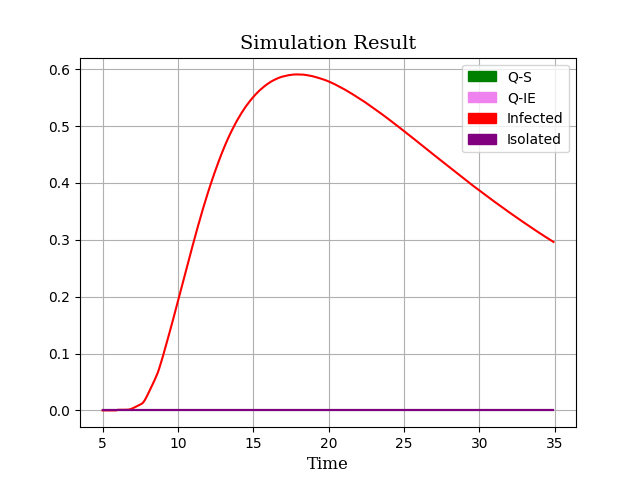 Simulation Result
0.6
0.5
0.4
0.3
0.2
0.1
0.0
Q-S
Q-IE
Infected
Isolated
5 10 15 20 25 30 35
Time